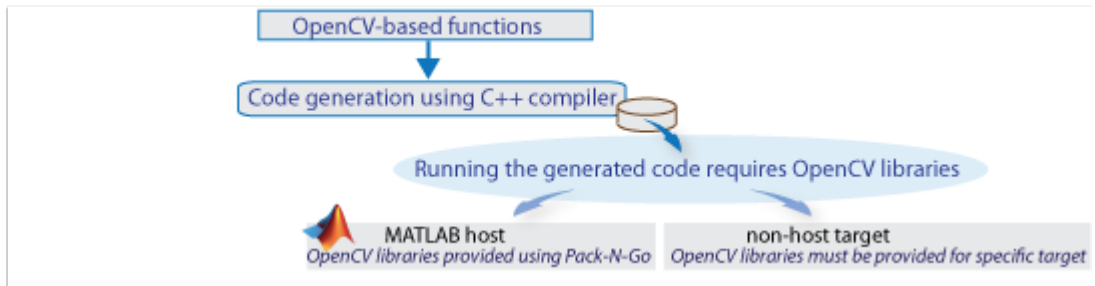 OpenCV-based functions
Code generation using C++ compiler
Running the generated code requires OpenCV libraries
MATLAB host
OpenCV libraries provided using Pack-N-Go
non-host target
OpenCV libraries must be provided for specific target